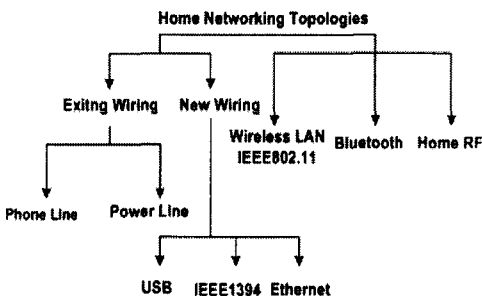 Home Networking Topologies
Exitng Wiring
New Wiring
Wireless LAN
IEEE802.11
Bluetooth
Home RF
Phone Line
Power Line
USB
IEEE1394
Ethernet